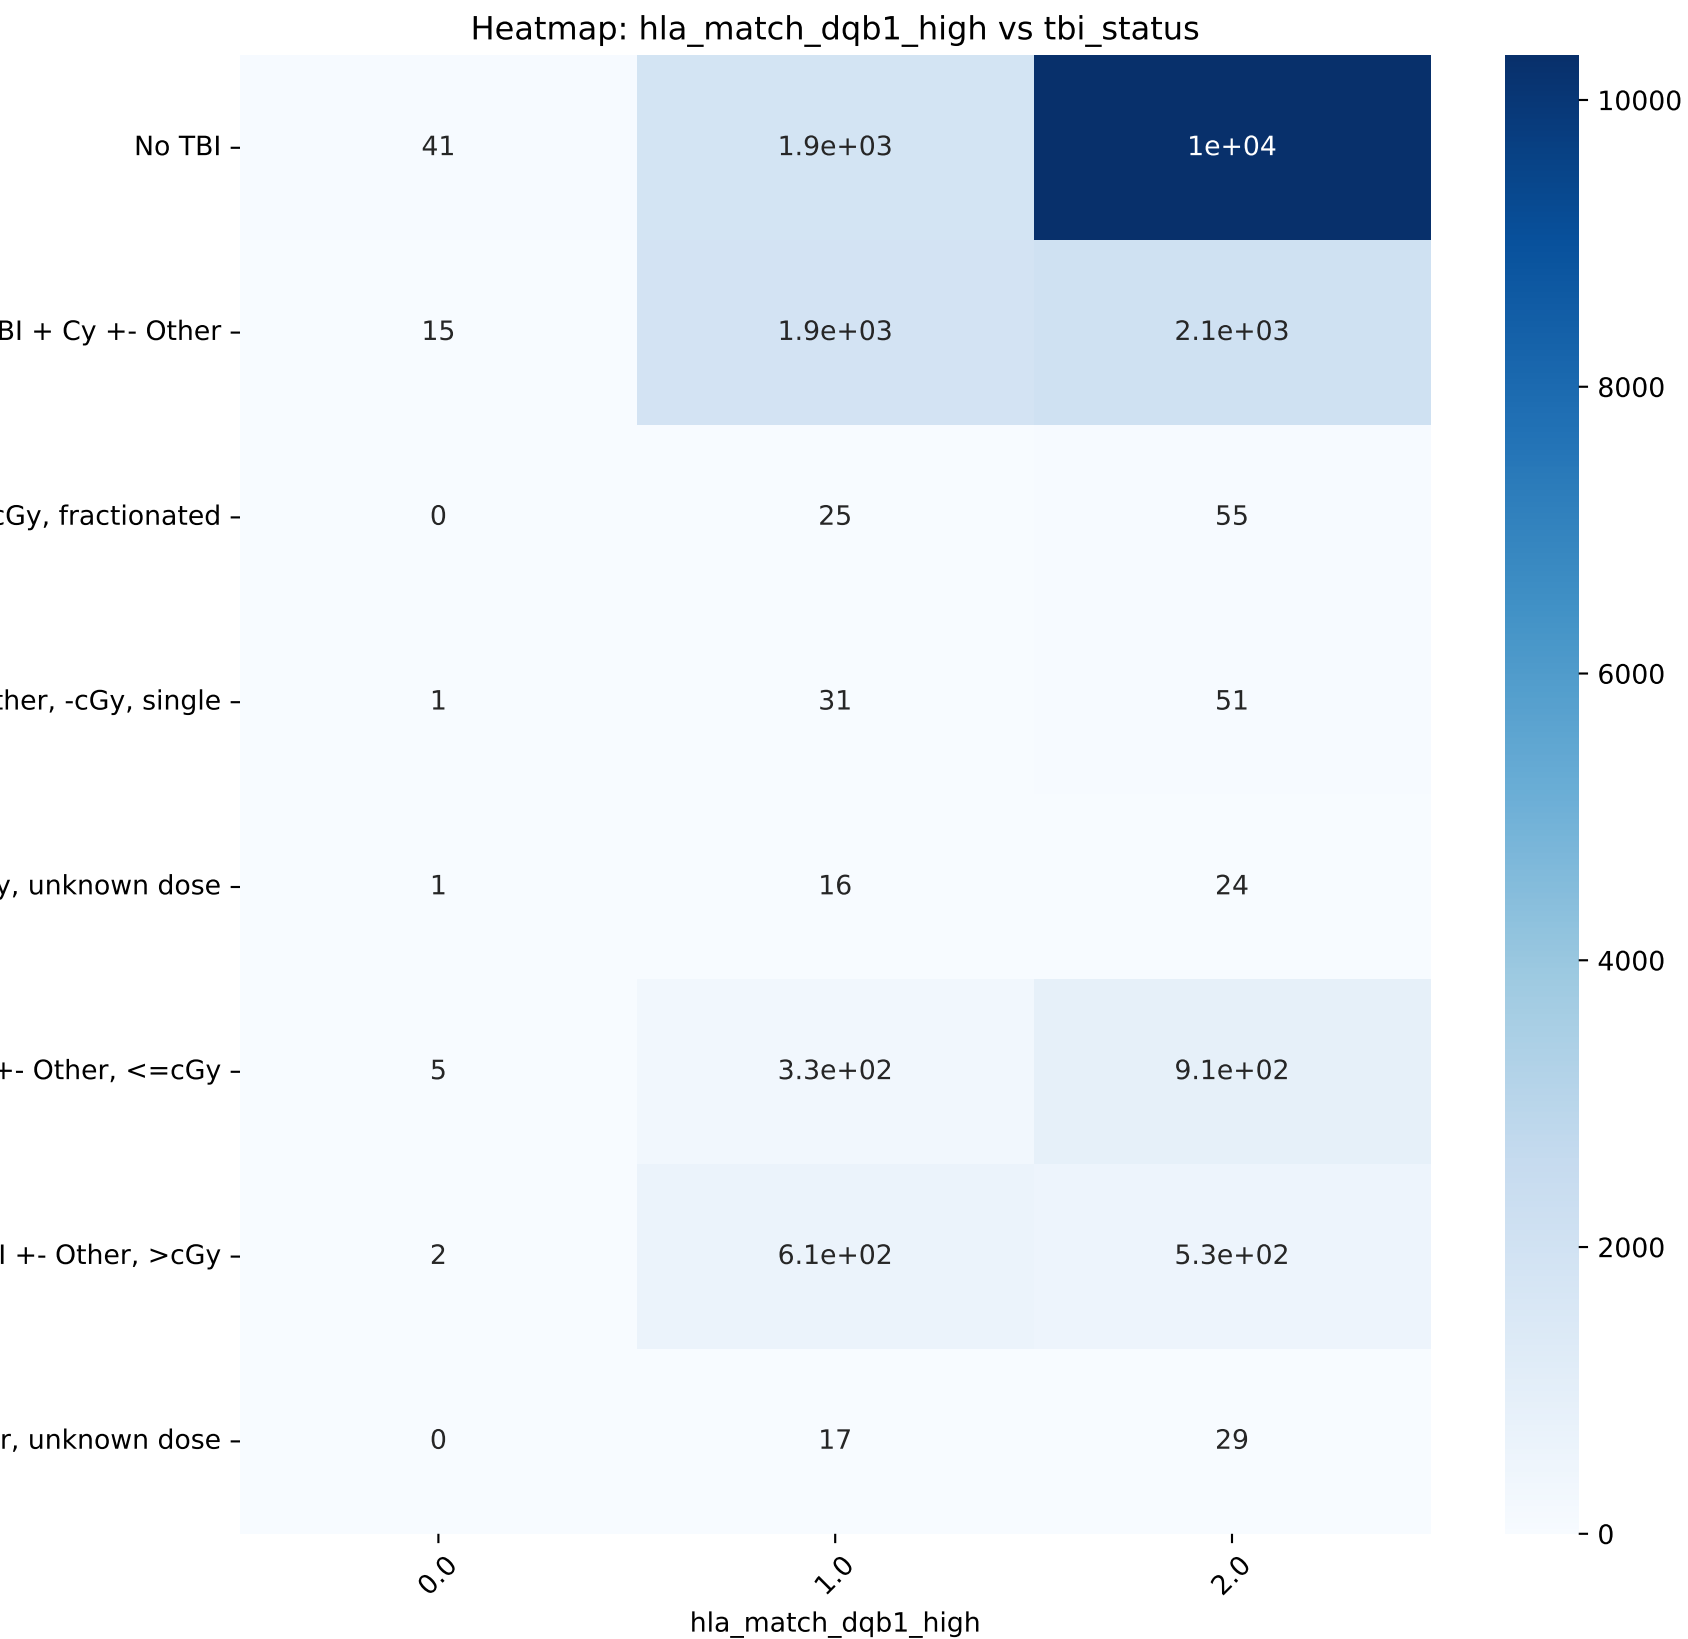 Heatmap: hla_match_dqb1_high vs tbi_status
No TBI 41 1.9e+03 1e+04
BI + Cy +- Other 15 1.9e+03 2.1e+03
cGy, fractionated 0 25 55
ther, -cGy, single 1 31 51
y, unknown dose 1 16 24
+- Other, <=cGy 5 3.3e+02 9.1e+02
I +- Other, >cGy 2 6.1e+02 5.3e+02
r, unknown dose 0 17 29
0.0 1.0 2.0
hla_match_dqb1_high
10000
8000
6000
4000
2000
0